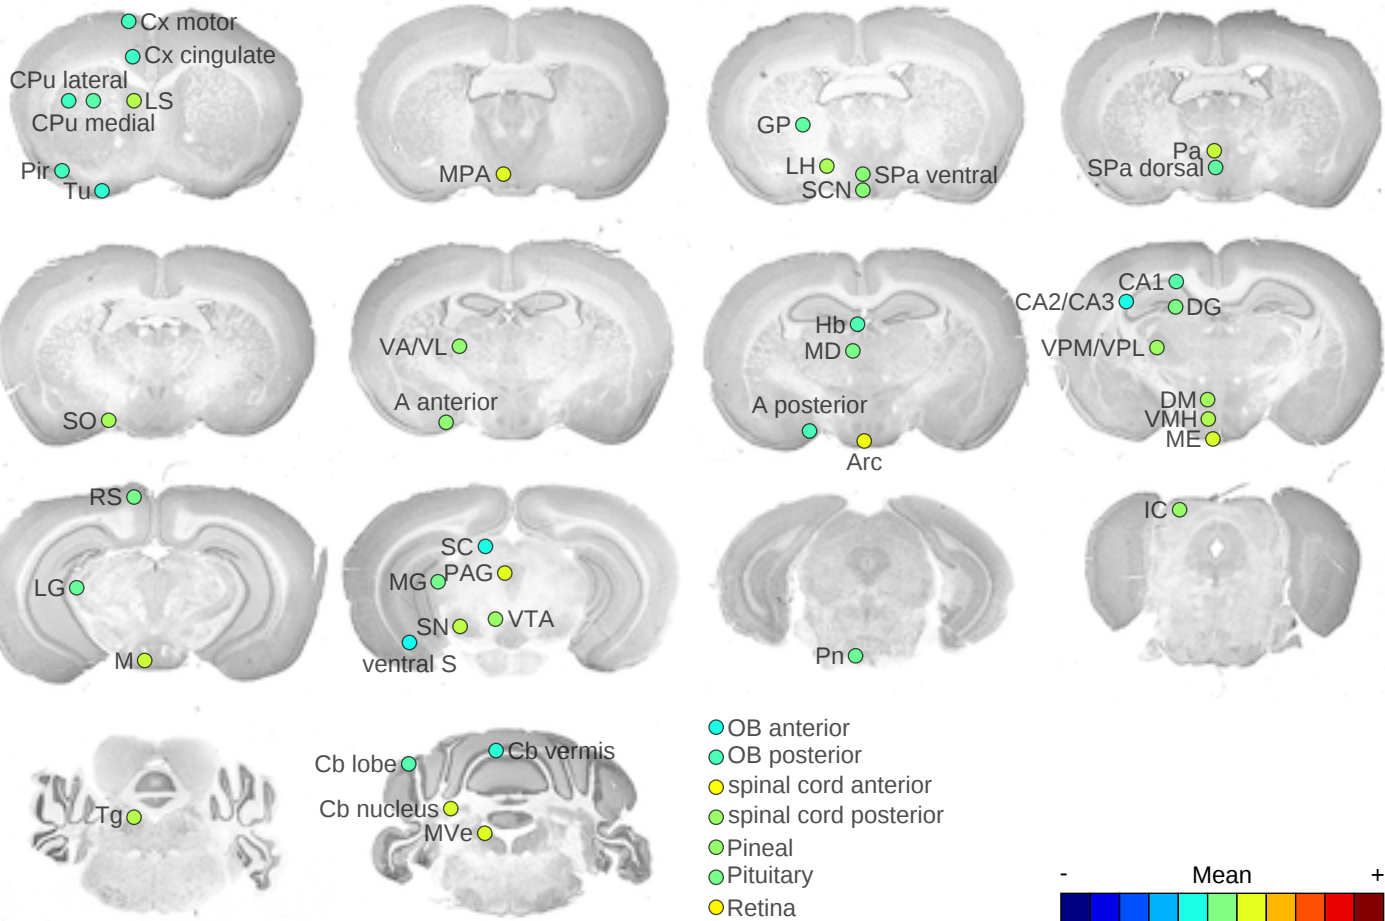 Cx motor
Cx cingulate
CPu lateral
LS
CPu medial
Pir
Tu
MPA
GP
LH
SPa ventral
SCN
Pa
SPa dorsal
SO
VA/VL
A anterior
Hb
MD
A posterior
Arc
CA1
CA2/CA3
DG
VPM/VPL
DM
VMH
ME
RS
LG
M
SC
PAG
MG
SN
VTA
ventral S
Pn
IC
Tg
Cb lobe
Cb vermis
Cb nucleus
MVe
OB anterior
OB posterior
spinal cord anterior
spinal cord posterior
Pineal
Pituitary
Retina
- Mean +